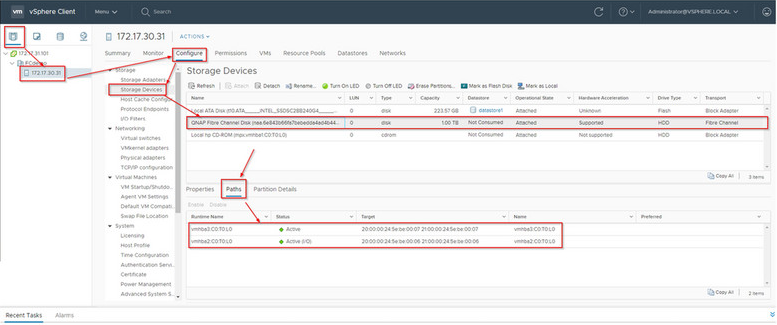 vm vSphere Client Menu Search Administrator@VSPHERE.LOCAL
172.17.31.101
FCdemo
172.17.30.31
172.17.30.31 ACTIONS
Summary Monitor Configure Permissions VMs Resource Pools Datastores Networks
Storage
Storage Adapters
Storage Devices
Host Cache Configur...
Protocol Endpoints
I/O Filters
Networking
Virtual switches
VMkernel adapters
Physical adapters
TCP/IP configuration
Virtual Machines
VM Startup/Shutdo...
Agent VM Settings
Default VM Compati...
Swap File Location
System
Licensing
Host Profile
Time Configuration
Authentication Servi...
Certificate
Power Management
Advanced System S...
Storage Devices
Refresh Attach Detach Rename... Turn On LED Turn Off LED Erase Partitions... Mark as Flash Disk Mark as Local
Name LUN Type Capacity Datastore Operational State Hardware Acceleration Drive Type Transport
0 disk 223.57 GB datastore1 Attached Unknown Flash Block Adapter
QNAP Fibre Channel Disk 0 disk 1.00 TB Not Consumed Attached Supported HDD Fibre Channel
Local hp CD-ROM (mpx.vmhba1:C0:T0:L0) 0 cdrom Not Consumed Attached Not supported HDD Block Adapter
Copy All 3 items
Properties Paths Partition Details
Enable Disable
Runtime Name Status Target Name Preferred
vmhba3:C0:T0:L0 Active 20:00:00:24:5e:be:00:07 21:00:00:24:5e:be:00:07 vmhba3:C0:T0:L0
vmhba2:C0:T0:L0 Active (I/O) 20:00:00:24:5e:be:00:06 21:00:00:24:5e:be:00:06 vmhba2:C0:T0:L0
Copy All 2 items
Recent Tasks Alarms